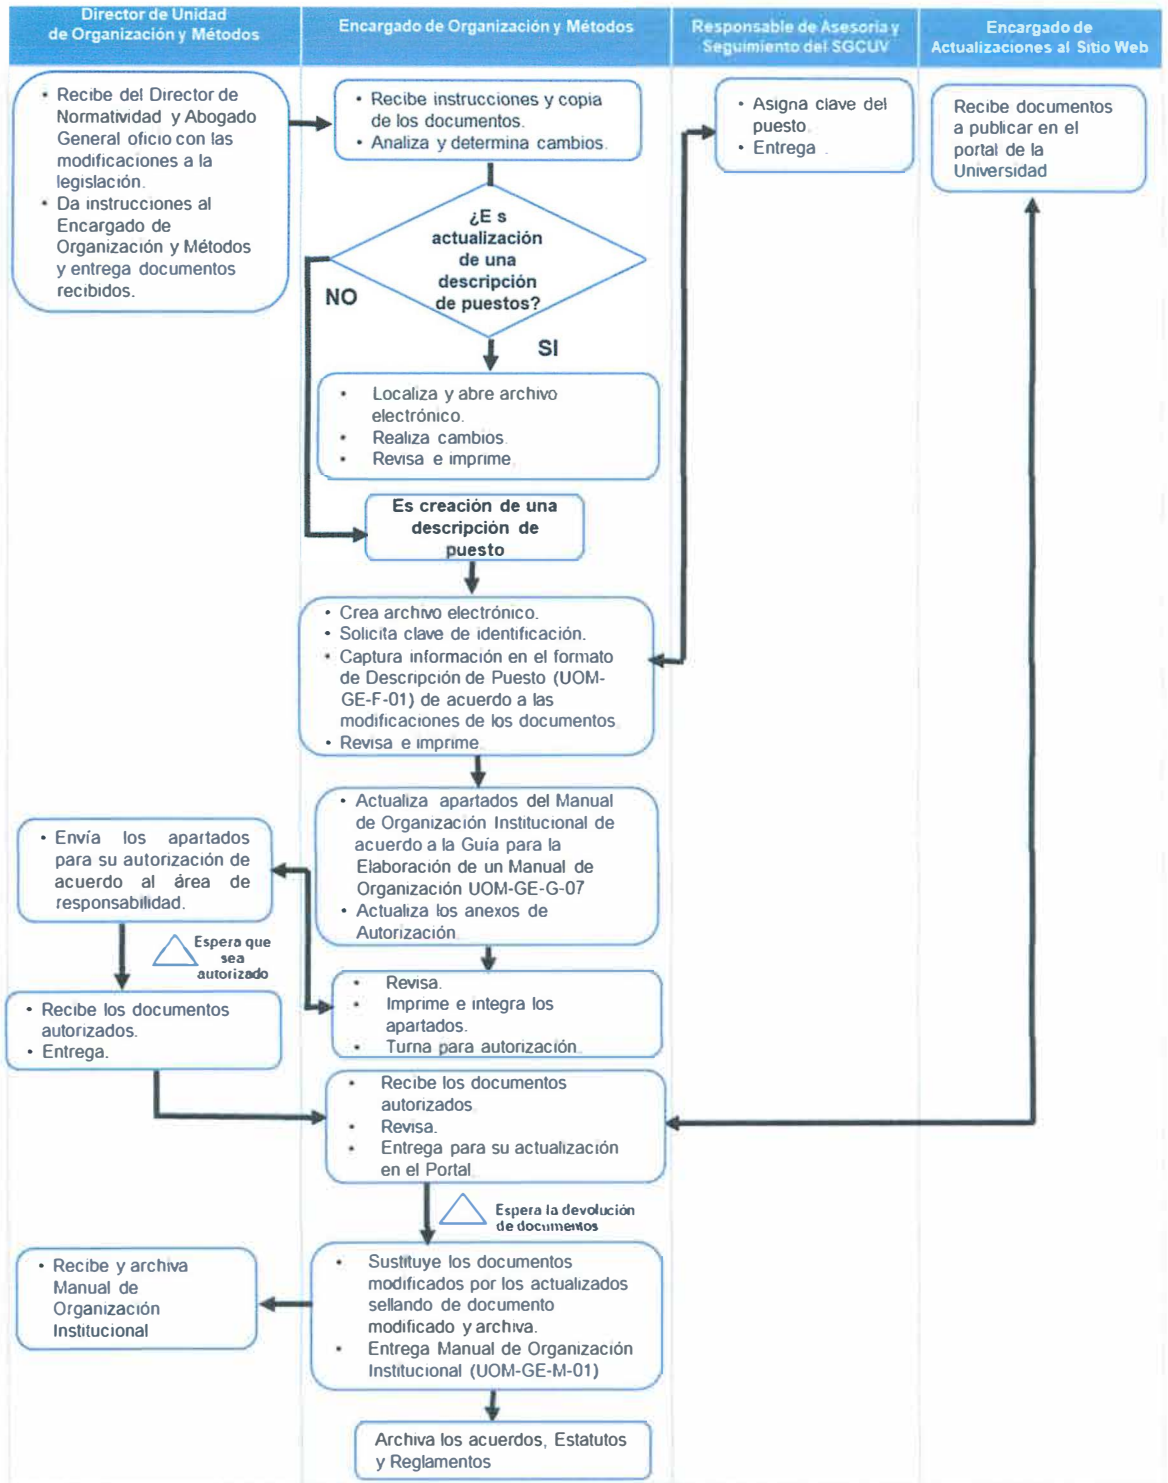 Director de Unidad
de Organización y Métodos
Encargado de Organización y Métodos
Responsable de Asesoria y
Seguimiento del SGCUV
Encargado de
Actualizaciones al Sitio Web
• Recibe del Director de
Normatividad y Abogado
General oficio con las
modificaciones a la
legislación.
• Da instrucciones al
Encargado de
Organización y Métodos
y entrega documentos
recibidos.
• Recibe instrucciones y copia
de los documentos.
• Analiza y determina cambios.
• Asigna clave del
puesto.
• Entrega .
Recibe documentos
a publicar en el
portal de la
Universidad
¿E s
actualización
de una
descripción
de puestos?
NO
SI
• Localiza y abre archivo
electrónico.
• Realiza cambios.
• Revisa e imprime.
Es creación de una
descripción de
puesto
• Crea archivo electrónico.
• Solicita clave de identificación.
• Captura información en el formato
de Descripción de Puesto (UOM-
GE-F-01) de acuerdo a las
modificaciones de los documentos.
• Revisa e imprime.
• Actualiza apartados del Manual
de Organización Institucional de
acuerdo a la Guía para la
Elaboración de un Manual de
Organización UOM-GE-G-07
• Actualiza los anexos de
Autorización.
• Envía los apartados
para su autorización de
acuerdo al área de
responsabilidad.
Espera que
sea
autorizado
• Revisa.
• Imprime e integra los
apartados.
• Turna para autorización.
• Recibe los documentos
autorizados.
• Entrega.
• Recibe los documentos
autorizados.
• Revisa.
• Entrega para su actualización
en el Portal.
Espera la devolución
de documentos
• Sustituye los documentos
modificados por los actualizados
sellando de documento
modificado y archiva.
• Entrega Manual de Organización
Institucional (UOM-GE-M-01)
• Recibe y archiva
Manual de
Organización
Institucional
Archiva los acuerdos, Estatutos
y Reglamentos